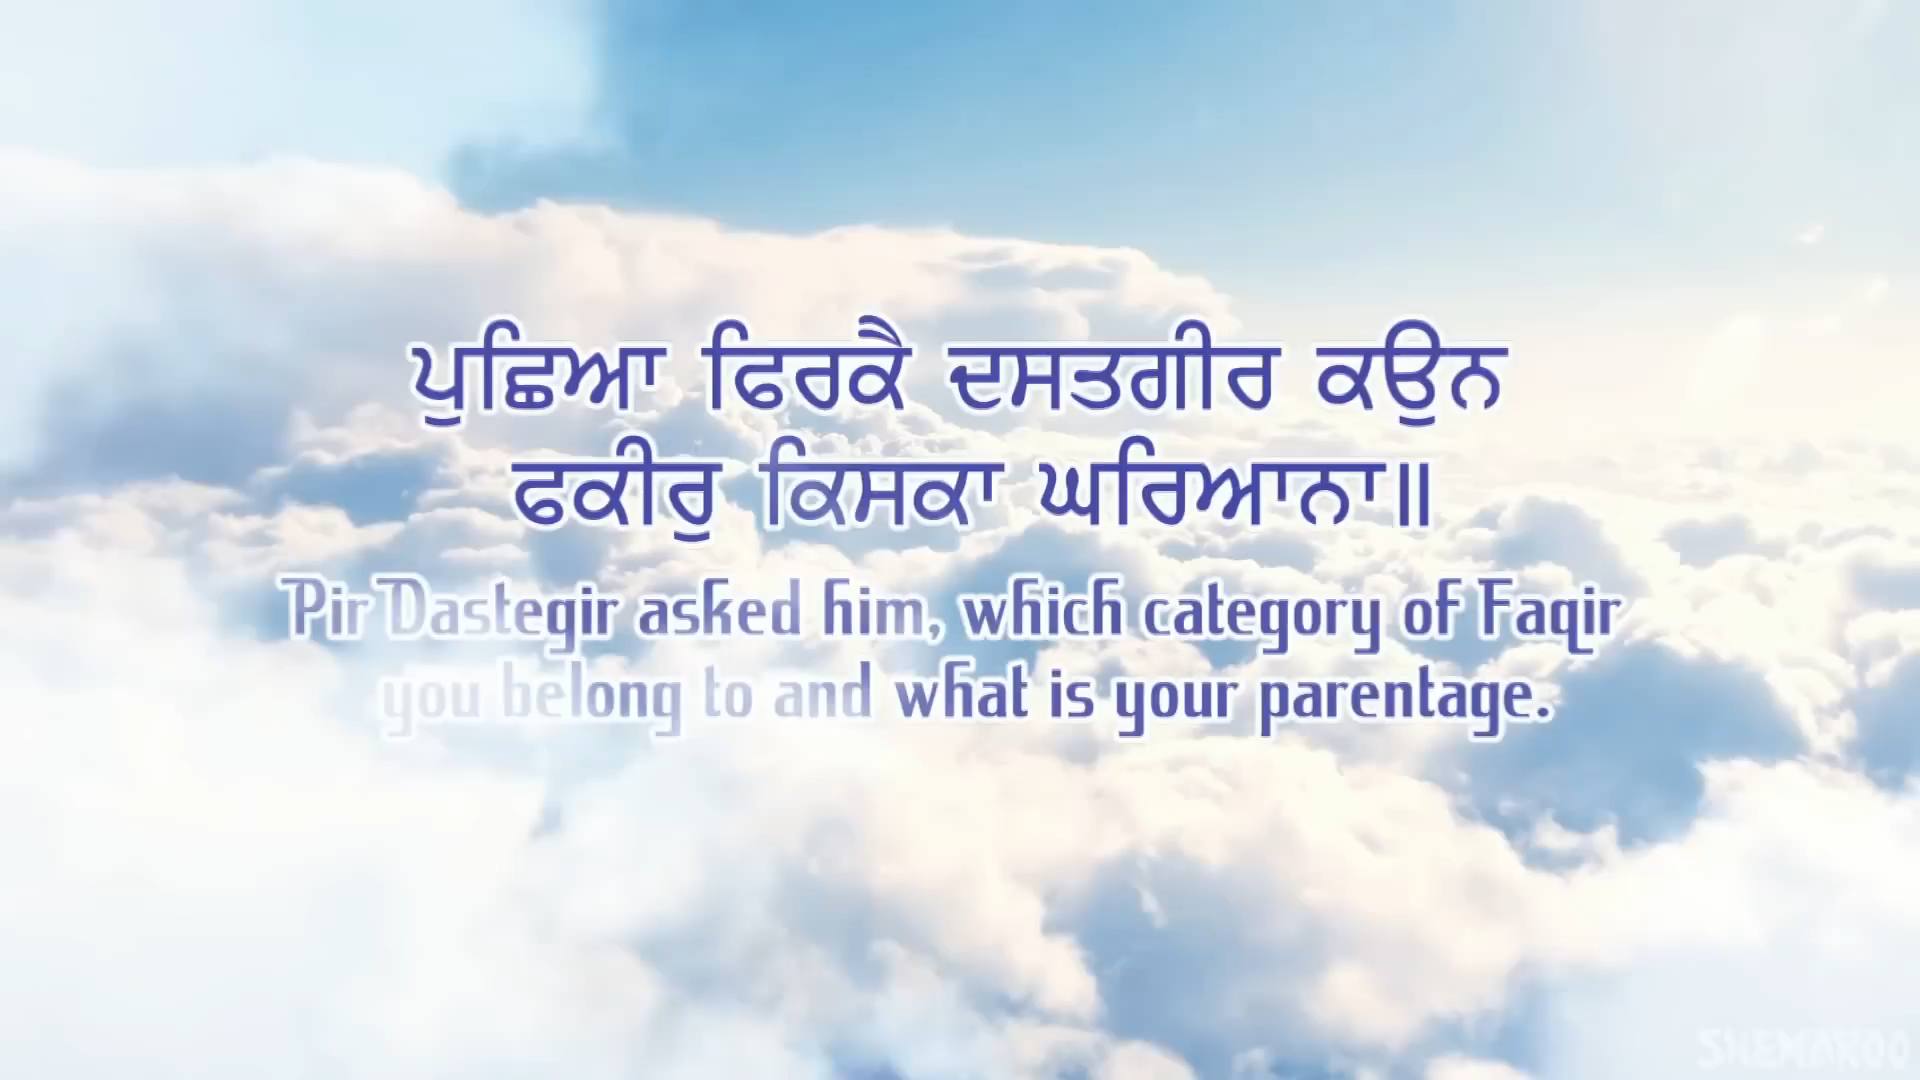 ਪੁਛਿਆ ਫਿਰਕੈ ਦਸਤਗੀਰ ਕਉਨ
ਫਕੀਰੁ ਕਿਸਕਾ ਘਰਿਆਨਾ॥
Pir Dastegir asked him, which category of Faqir
you belong to and what is your parentage.
SHEMAROO